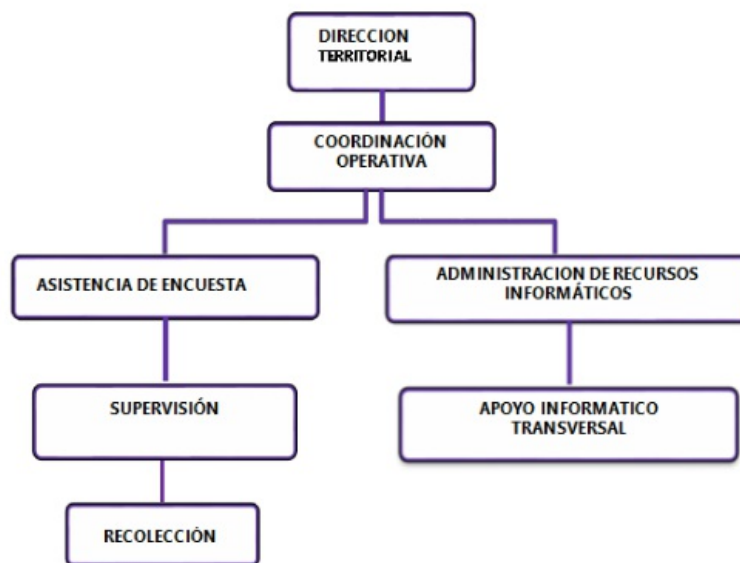 DIRECCION
TERRITORIAL
COORDINACIÓN
OPERATIVA
ASISTENCIA DE ENCUESTA
ADMINISTRACION DE RECURSOS
INFORMÁTICOS
SUPERVISIÓN
APOYO INFORMATICO
TRANSVERSAL
RECOLECCIÓN